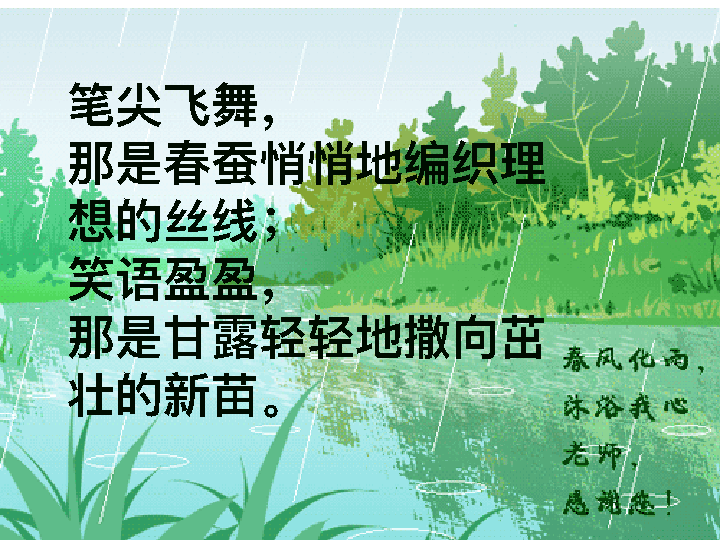 笔尖飞舞，
那是春蚕悄悄地编织理
想的丝线；
笑语盈盈，
那是甘露轻轻地撒向茁
壮的新苗。
春风化雨，
沐浴我心
老师，
感谢您！